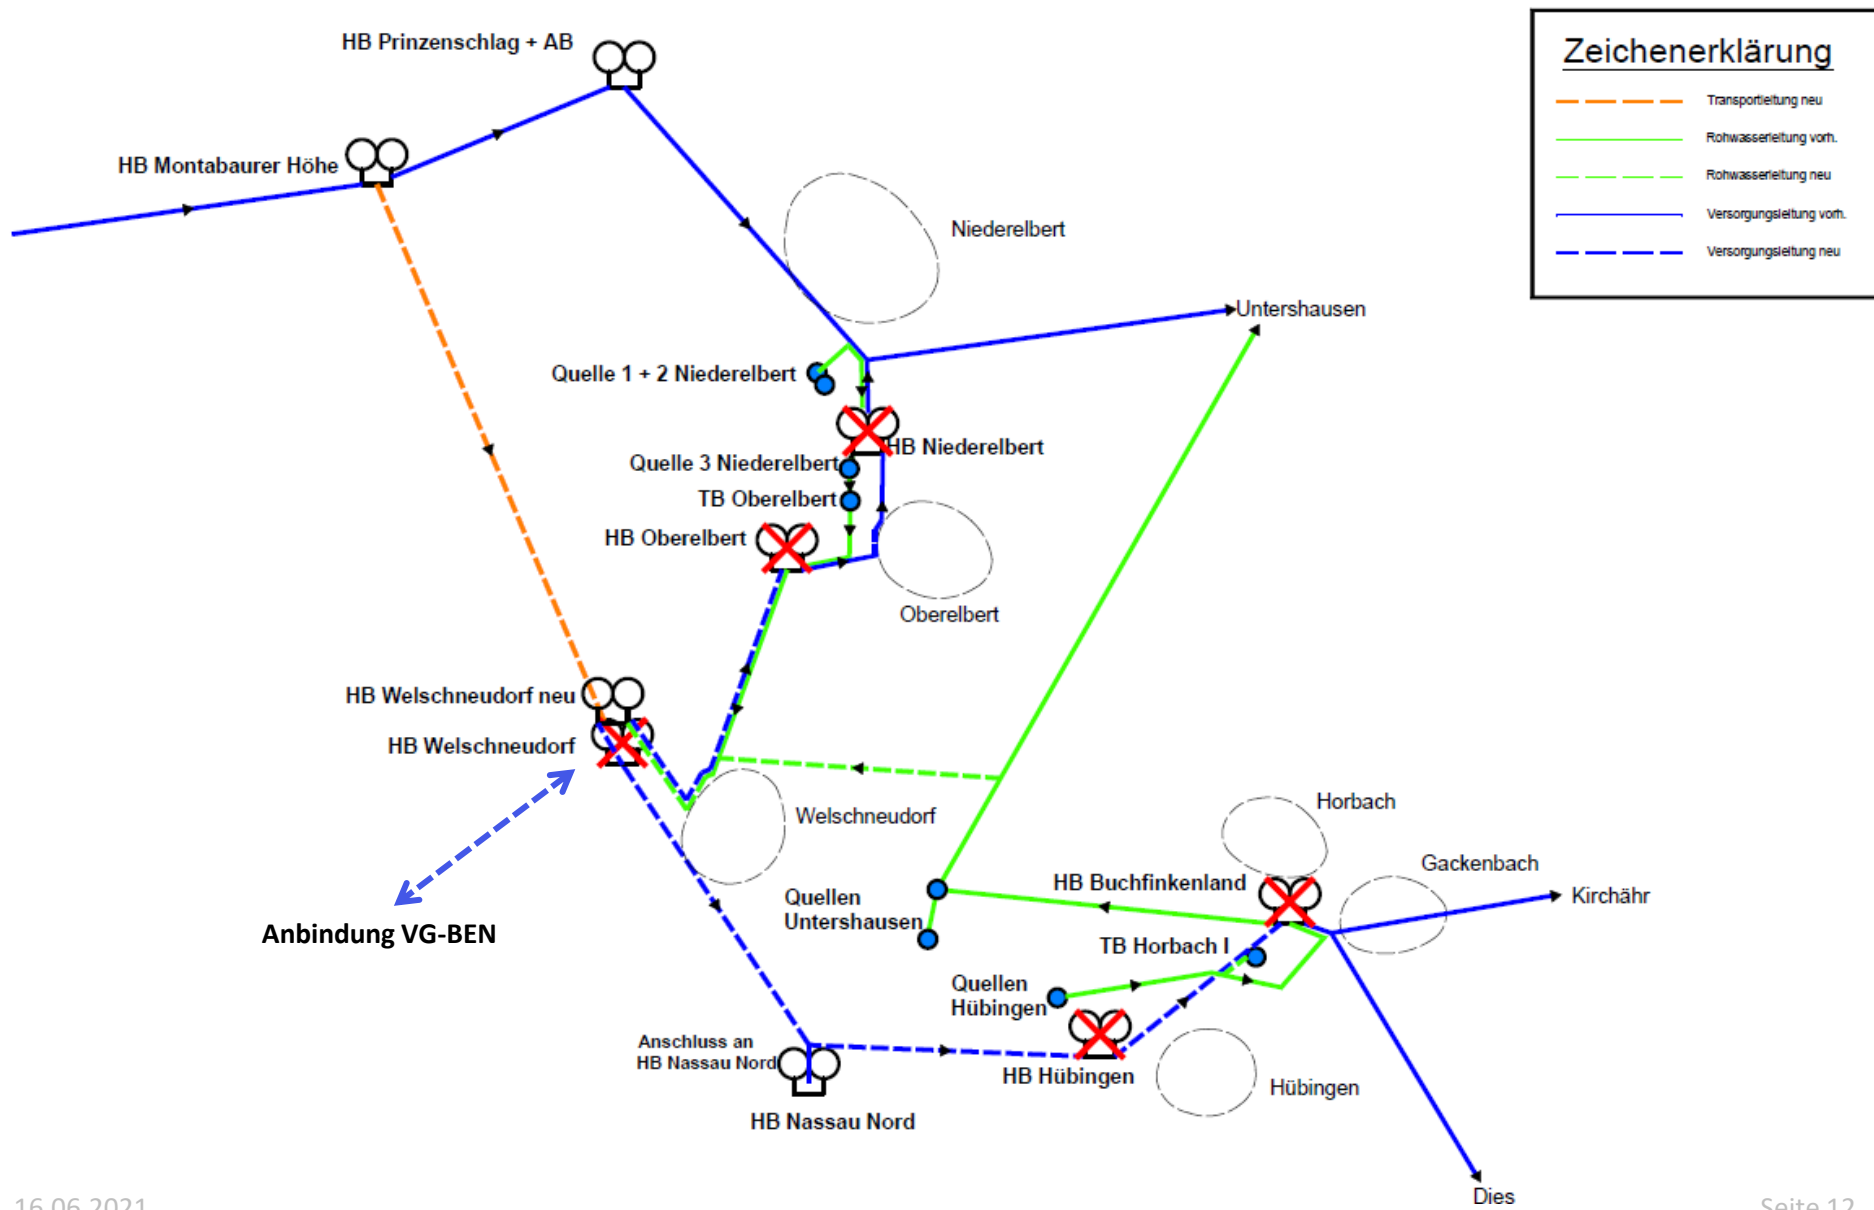 HB Prinzenschlag + AB
HB Montabaurer Höhe
Zeichenerklärung
Transportleitung neu
Rohwasserleitung vorh.
Rohwasserleitung neu
Versorgungsleitung vorh.
Versorgungsleitung neu
Niederelbert
Untershausen
Quelle 1 + 2 Niederelbert
HB Niederelbert
Quelle 3 Niederelbert
TB Oberelbert
HB Oberelbert
Oberelbert
HB Welschneudorf neu
HB Welschneudorf
Welschneudorf
Horbach
Gackenbach
HB Buchfinkenland
Kirchähr
Quellen
Untershausen
Anbindung VG-BEN
TB Horbach I
Quellen
Hübingen
Anschluss an
HB Nassau Nord
HB Hübingen
Hübingen
HB Nassau Nord
Dies
16.06.2021
Seite 12